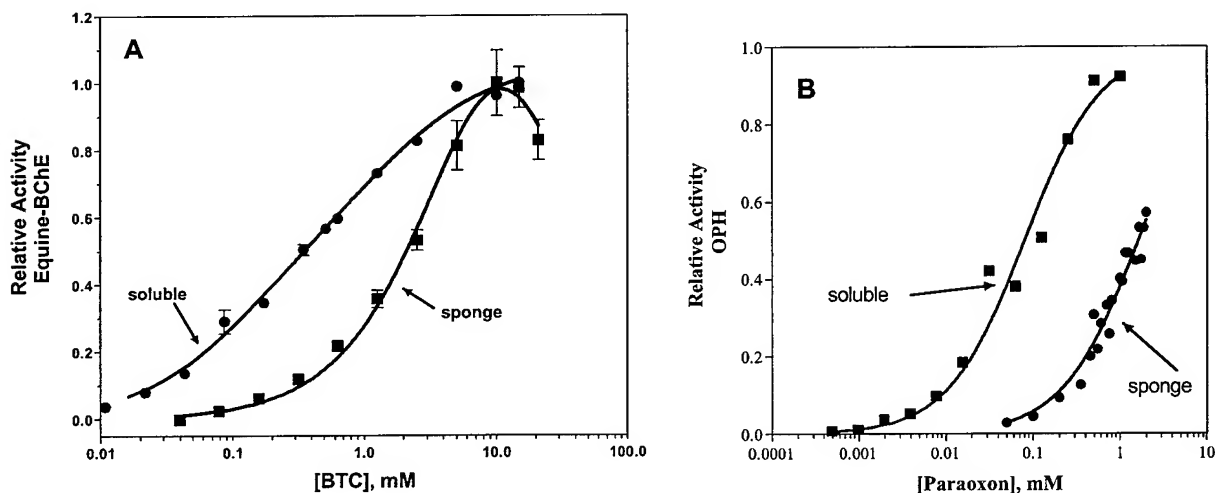 A
Relative Activity
Equine-BChE
1.2
1.0
0.8
0.6
0.4
0.2
0.0
soluble
sponge
0.01
0.1
1.0
10.0
100.0
[BTC], mM
B
Relative Activity
OPH
1.0
0.8
0.6
0.4
0.2
0.0
soluble
sponge
0.0001
0.001
0.01
0.1
1
10
[Paraoxon], mM